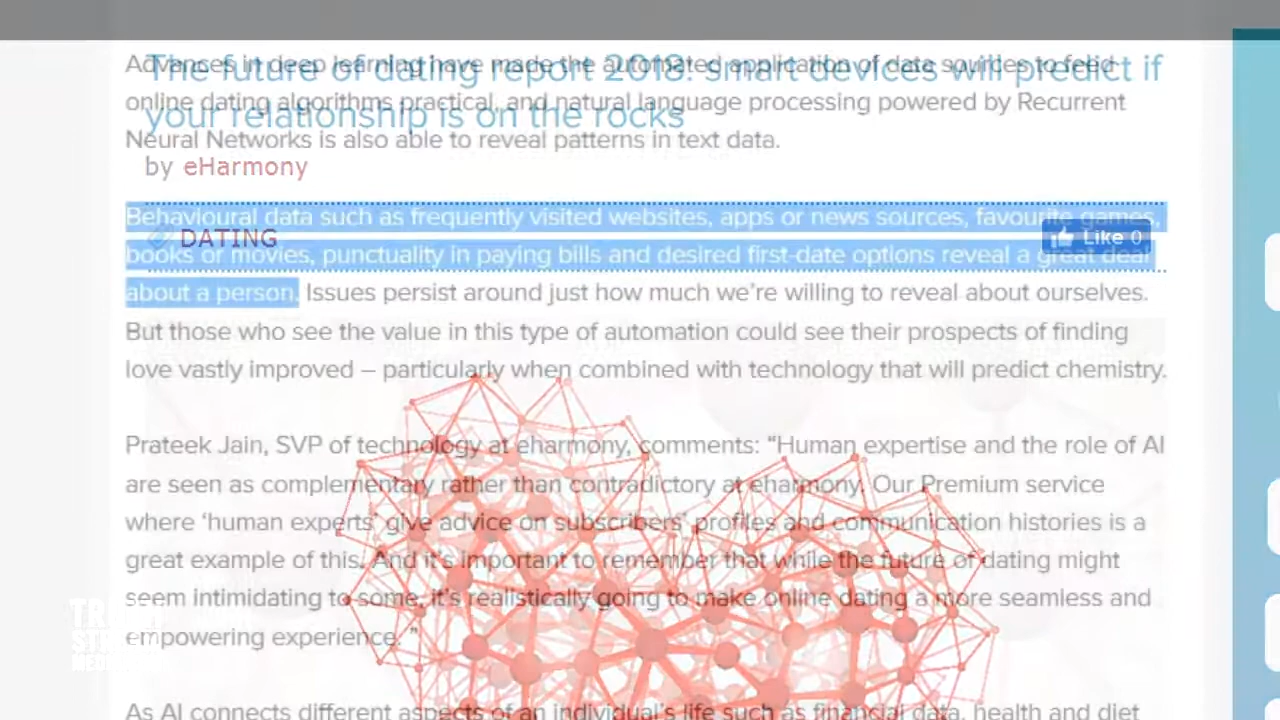 Advances in deep learning have made the automated application of data sources to feed
The future of dating report 2018: smart devices will predict if
online dating algorithms practical, and natural language processing powered by Recurrent
your relationship is on the rocks
Neural Networks is also able to reveal patterns in text data.
by eHarmony
Behavioural data such as frequently visited websites, apps or news sources, favourite games,
DATING
Like 0
books or movies, punctuality in paying bills and desired first-date options reveal a great deal
about a person. Issues persist around just how much we’re willing to reveal about ourselves.
But those who see the value in this type of automation could see their prospects of finding
love vastly improved – particularly when combined with technology that will predict chemistry.
Prateek Jain, SVP of technology at eharmony, comments: “Human expertise and the role of AI
are seen as complementary rather than contradictory at eharmony. Our Premium service
where ‘human experts’ give advice on subscribers’ profiles and communication histories is a
great example of this. And it’s important to remember that while the future of dating might
seem intimidating to some, it’s realistically going to make online dating a more seamless and
empowering experience. ”
As AI connects different aspects of an individual’s life such as financial data, health and diet